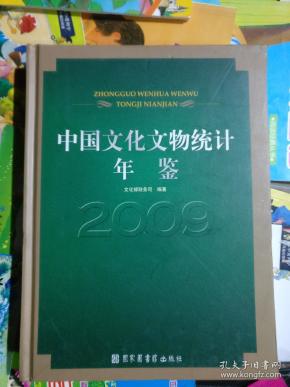 ZHONGGUO WENHUA WENWU
TONGJI NIANJIAN
中国文化文物统计
年 鉴
文化部财务司 编著
2009
国家图书馆出版社
孔夫子旧书网